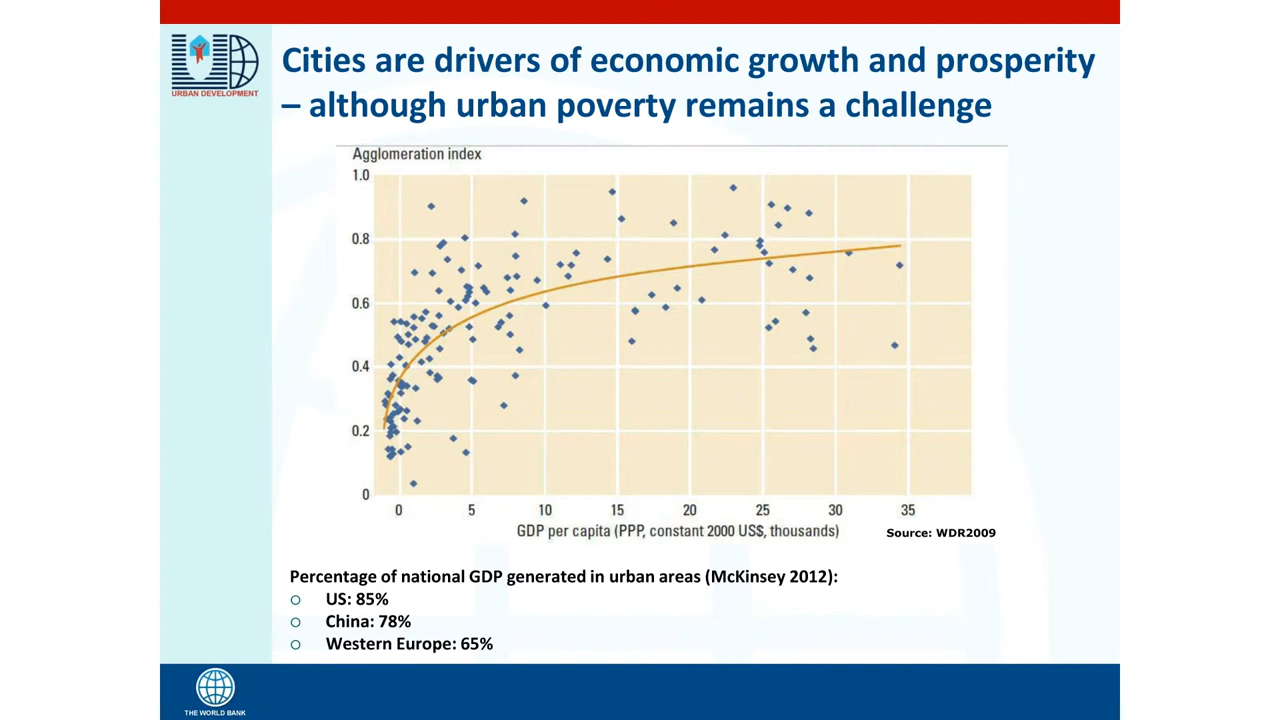 Cities are drivers of economic growth and prosperity
– although urban poverty remains a challenge
URBAN DEVELOPMENT
Agglomeration index
1.0
0.8
0.6
0.4
0.2
0
0 5 10 15 20 25 30 35
GDP per capita (PPP, constant 2000 US$, thousands)
Source: WDR2009
Percentage of national GDP generated in urban areas (McKinsey 2012):
US: 85%
China: 78%
Western Europe: 65%
THE WORLD BANK